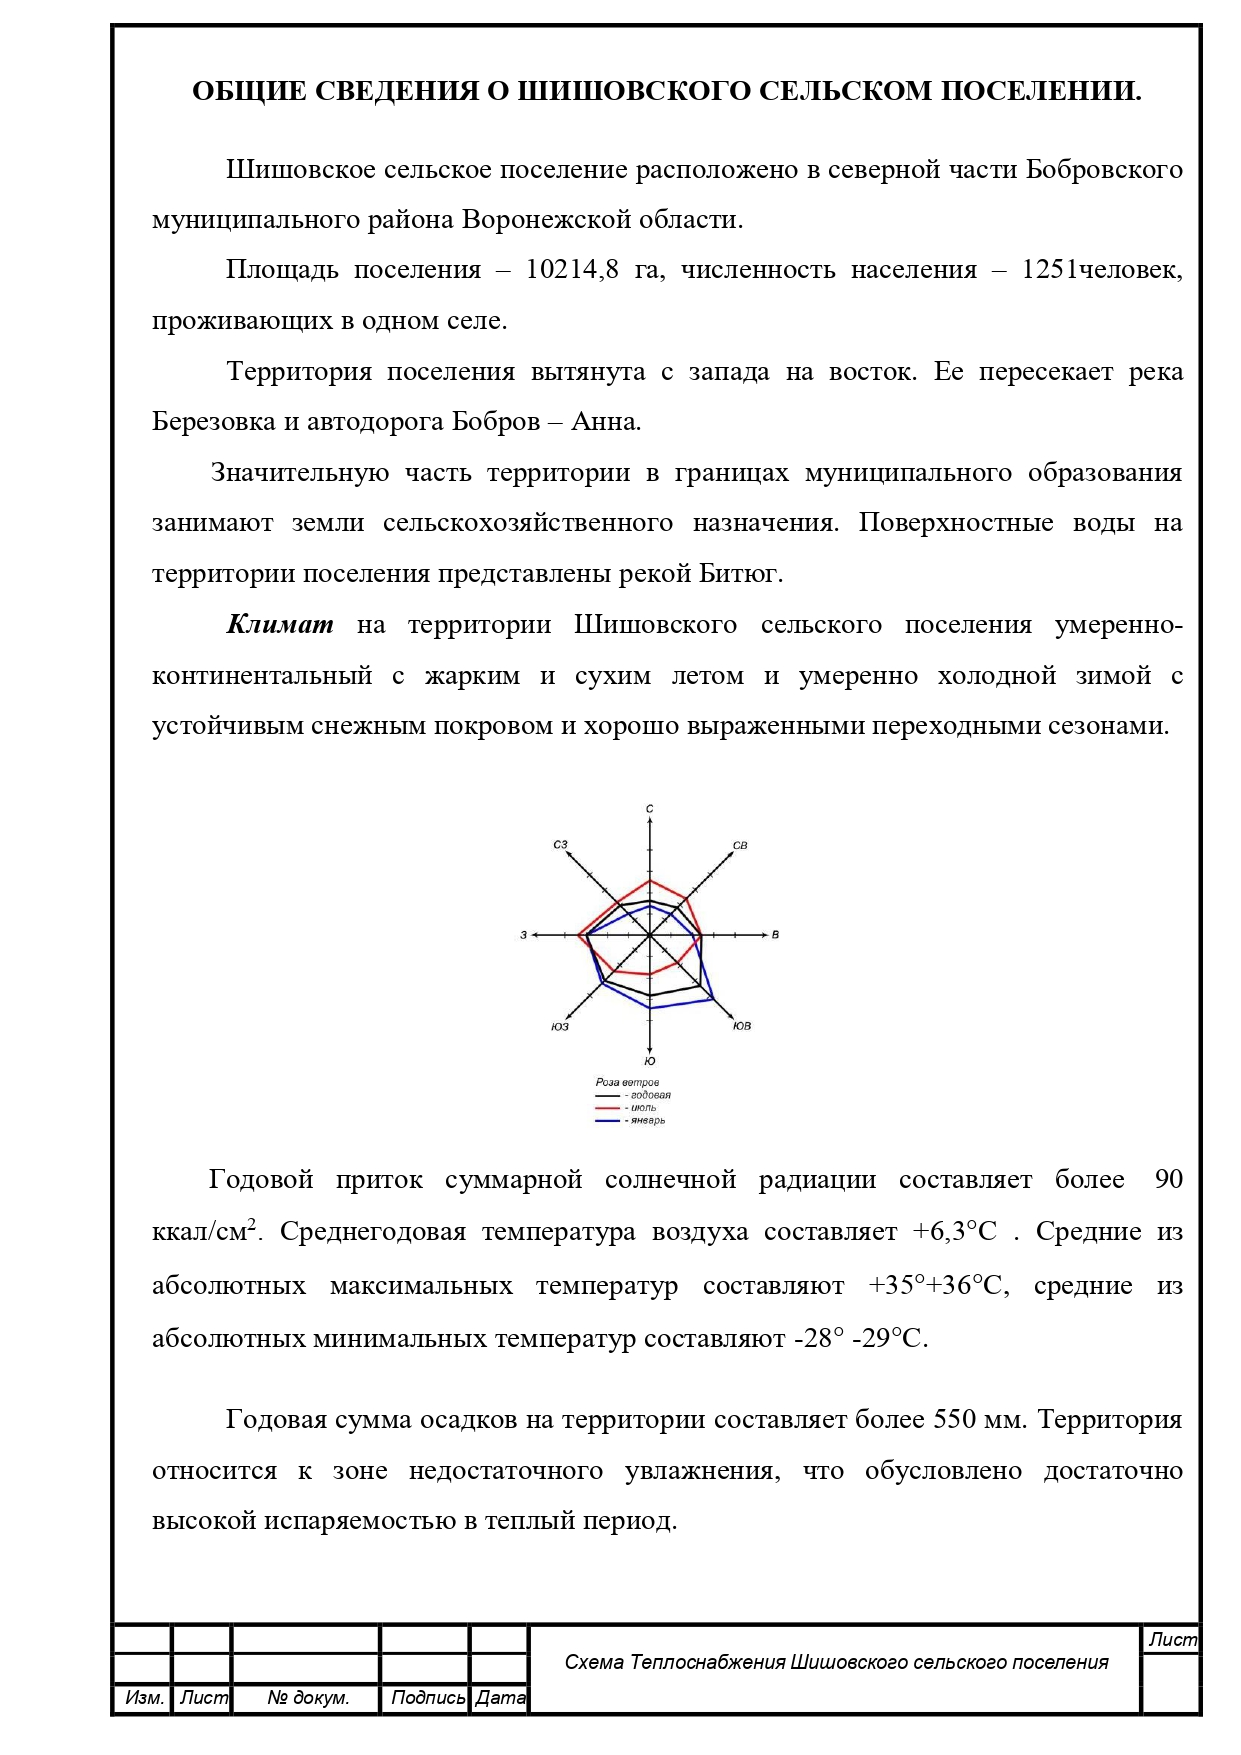 ОБЩИЕ СВЕДЕНИЯ О ШИШОВСКОГО СЕЛЬСКОМ ПОСЕЛЕНИИ.
Шишовское сельское поселение расположено в северной части Бобровского
муниципального района Воронежской области.
Площадь поселения – 10214,8 га, численность населения – 1251человек,
проживающих в одном селе.
Территория поселения вытянута с запада на восток. Ее пересекает река
Березовка и автодорога Бобров – Анна.
Значительную часть территории в границах муниципального образования
занимают земли сельскохозяйственного назначения. Поверхностные воды на
территории поселения представлены рекой Битюг.
Климат на территории Шишовского сельского поселения умеренно-
континентальный с жарким и сухим летом и умеренно холодной зимой с
устойчивым снежным покровом и хорошо выраженными переходными сезонами.
С
СЗ
СВ
З
В
ЮЗ
ЮВ
Ю
Роза ветров
- годовая
- июль
- январь
Годовой приток суммарной солнечной радиации составляет более 90
ккал/см². Среднегодовая температура воздуха составляет +6,3°С . Средние из
абсолютных максимальных температур составляют +35°+36°С, средние из
абсолютных минимальных температур составляют -28° -29°С.
Годовая сумма осадков на территории составляет более 550 мм. Территория
относится к зоне недостаточного увлажнения, что обусловлено достаточно
высокой испаряемостью в теплый период.
Лист
Схема Теплоснабжения Шишовского сельского поселения
Изм. Лист № докум. Подпись Дата